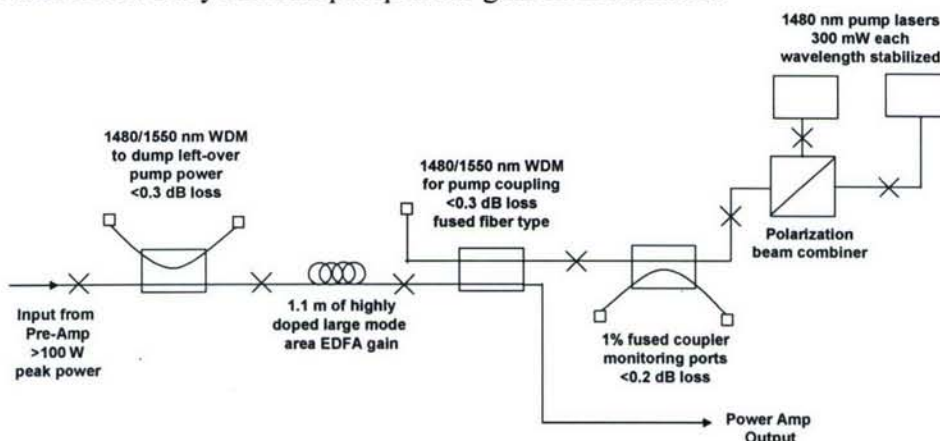 1480 nm pump lasers
300 mW each
wavelength stabilized
1480/1550 nm WDM
to dump left-over
pump power
<0.3 dB loss
1480/1550 nm WDM
for pump coupling
<0.3 dB loss
fused fiber type
Polarization
beam combiner
Input from
Pre-Amp
>100 W
peak power
1.1 m of highly
doped large mode
area EDFA gain
1% fused coupler
monitoring ports
<0.2 dB loss
Power Amp
Output